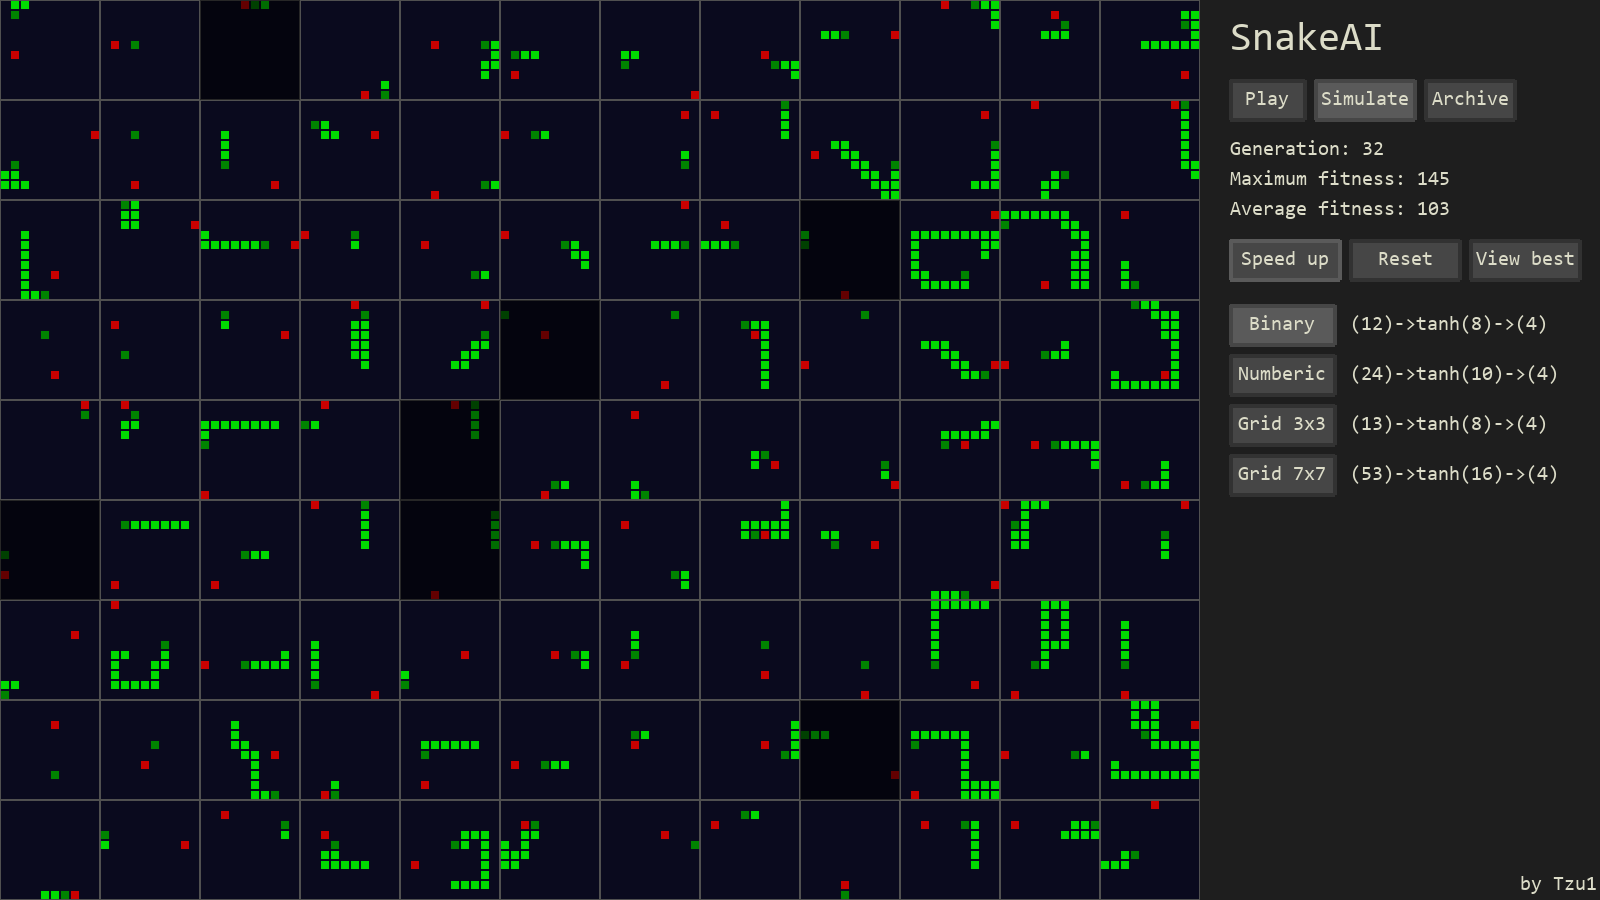 SnakeAI
Play Simulate Archive
Generation: 32
Maximum fitness: 145
Average fitness: 103
Speed up Reset View best
Binary (12)->tanh(8)->(4)
Numberic (24)->tanh(10)->(4)
Grid 3x3 (13)->tanh(8)->(4)
Grid 7x7 (53)->tanh(16)->(4)
by Tzu1